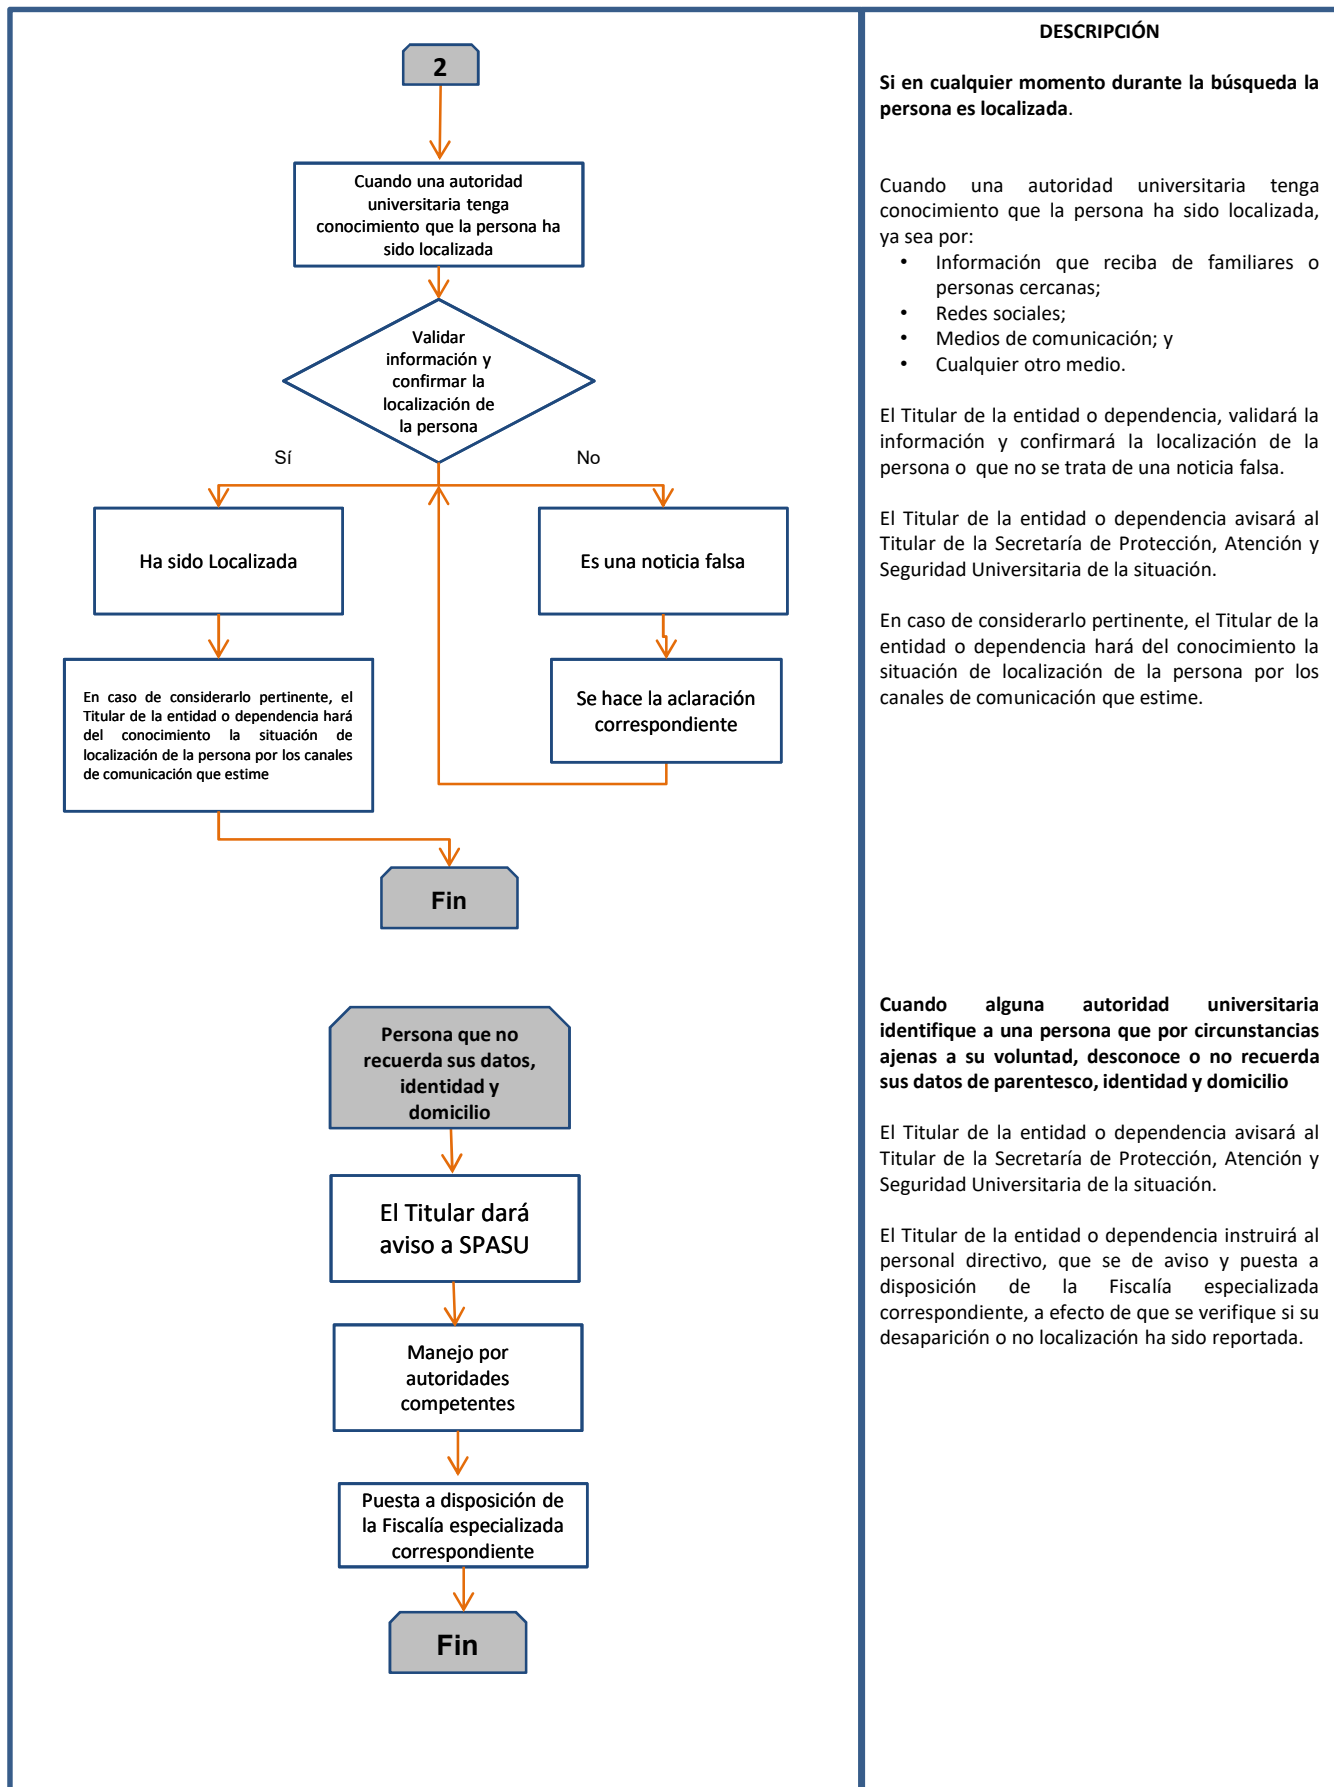 2
Cuando una autoridad
universitaria tenga
conocimiento que la persona ha
sido localizada
Validar
información y
confirmar la
localización de
la persona
Sí
No
Ha sido Localizada
Es una noticia falsa
En caso de considerarlo pertinente, el
Titular de la entidad o dependencia hará
del conocimiento la situación de
localización de la persona por los canales
de comunicación que estime
Se hace la aclaración
correspondiente
Fin
Persona que no
recuerda sus datos,
identidad y
domicilio
El Titular dará
aviso a SPASU
Manejo por
autoridades
competentes
Puesta a disposición de
la Fiscalía especializada
correspondiente
Fin
DESCRIPCIÓN
Si en cualquier momento durante la búsqueda la
persona es localizada.
Cuando una autoridad universitaria tenga
conocimiento que la persona ha sido localizada,
ya sea por:
• Información que reciba de familiares o
personas cercanas;
• Redes sociales;
• Medios de comunicación; y
• Cualquier otro medio.
El Titular de la entidad o dependencia, validará la
información y confirmará la localización de la
persona o que no se trata de una noticia falsa.
El Titular de la entidad o dependencia avisará al
Titular de la Secretaría de Protección, Atención y
Seguridad Universitaria de la situación.
En caso de considerarlo pertinente, el Titular de la
entidad o dependencia hará del conocimiento la
situación de localización de la persona por los
canales de comunicación que estime.
Cuando alguna autoridad universitaria
identifique a una persona que por circunstancias
ajenas a su voluntad, desconoce o no recuerda
sus datos de parentesco, identidad y domicilio
El Titular de la entidad o dependencia avisará al
Titular de la Secretaría de Protección, Atención y
Seguridad Universitaria de la situación.
El Titular de la entidad o dependencia instruirá al
personal directivo, que se de aviso y puesta a
disposición de la Fiscalía especializada
correspondiente, a efecto de que se verifique si su
desaparición o no localización ha sido reportada.